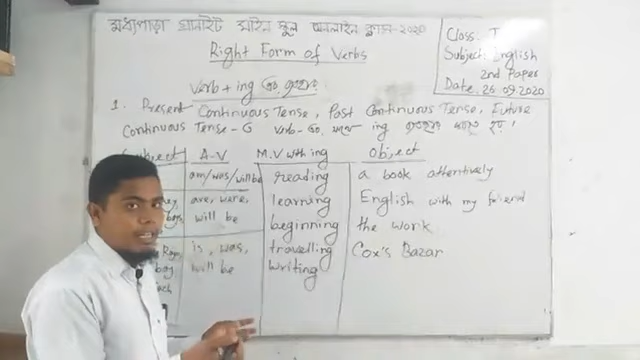 মধ্যপাড়া গ্রানাইট মাইন স্কুল অনলাইন ক্লাস-২০২০
Class: I
Subject: English
2nd Paper
Date: 26.09.2020
Right Form of Verbs
Verb + ing এর ব্যবহার
1. Present Continuous Tense, Past Continuous Tense, Future
Continuous Tense-এ verb-এর সাথে ing ব্যবহার করতে হয়।
Subject A.V M.V with ing Object
am/was/will be reading a book attentively
are, were, learning English with my friend
will be beginning the work
is, was, travelling Cox's Bazar
will be writing